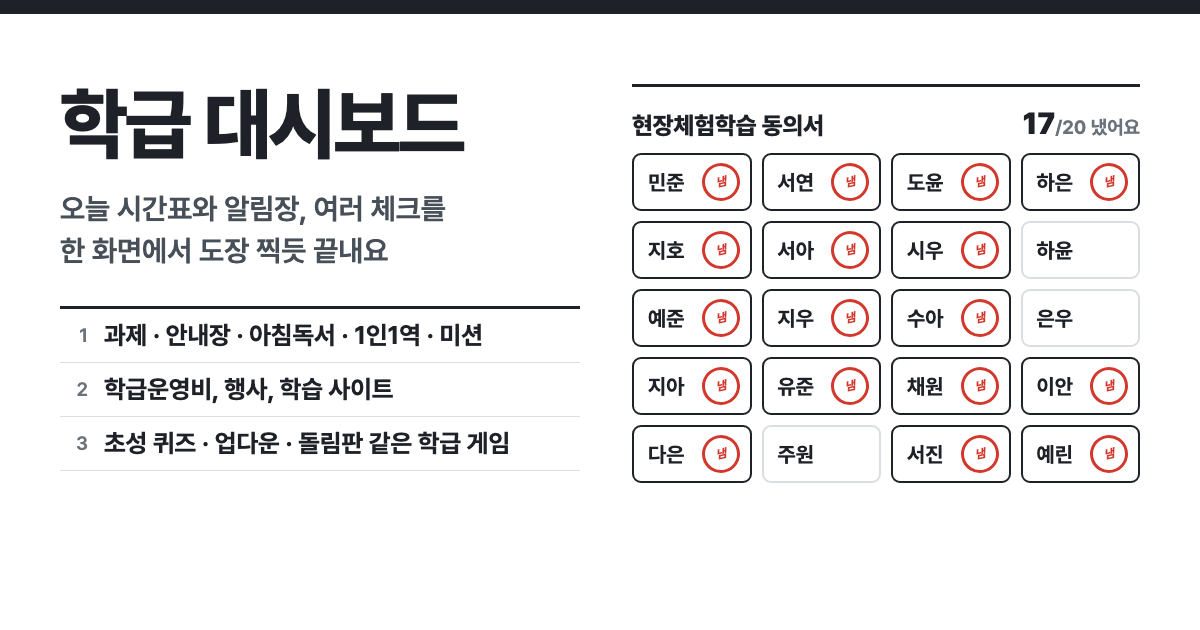 학급 대시보드
오늘 시간표와 알림장, 여러 체크를
한 화면에서 도장 찍듯 끝내요
1 과제 · 안내장 · 아침독서 · 1인1역 · 미션
2 학급운영비, 행사, 학습 사이트
3 초성 퀴즈 · 업다운 · 돌림판 같은 학급 게임
현장체험학습 동의서 17/20 냈어요
민준 냄 서연 냄 도윤 냄 하은 냄
지호 냄 서아 냄 시우 냄 하윤
예준 냄 지우 냄 수아 냄 은우
지아 냄 유준 냄 채원 냄 이안 냄
다은 냄 주원 서진 냄 예린 냄